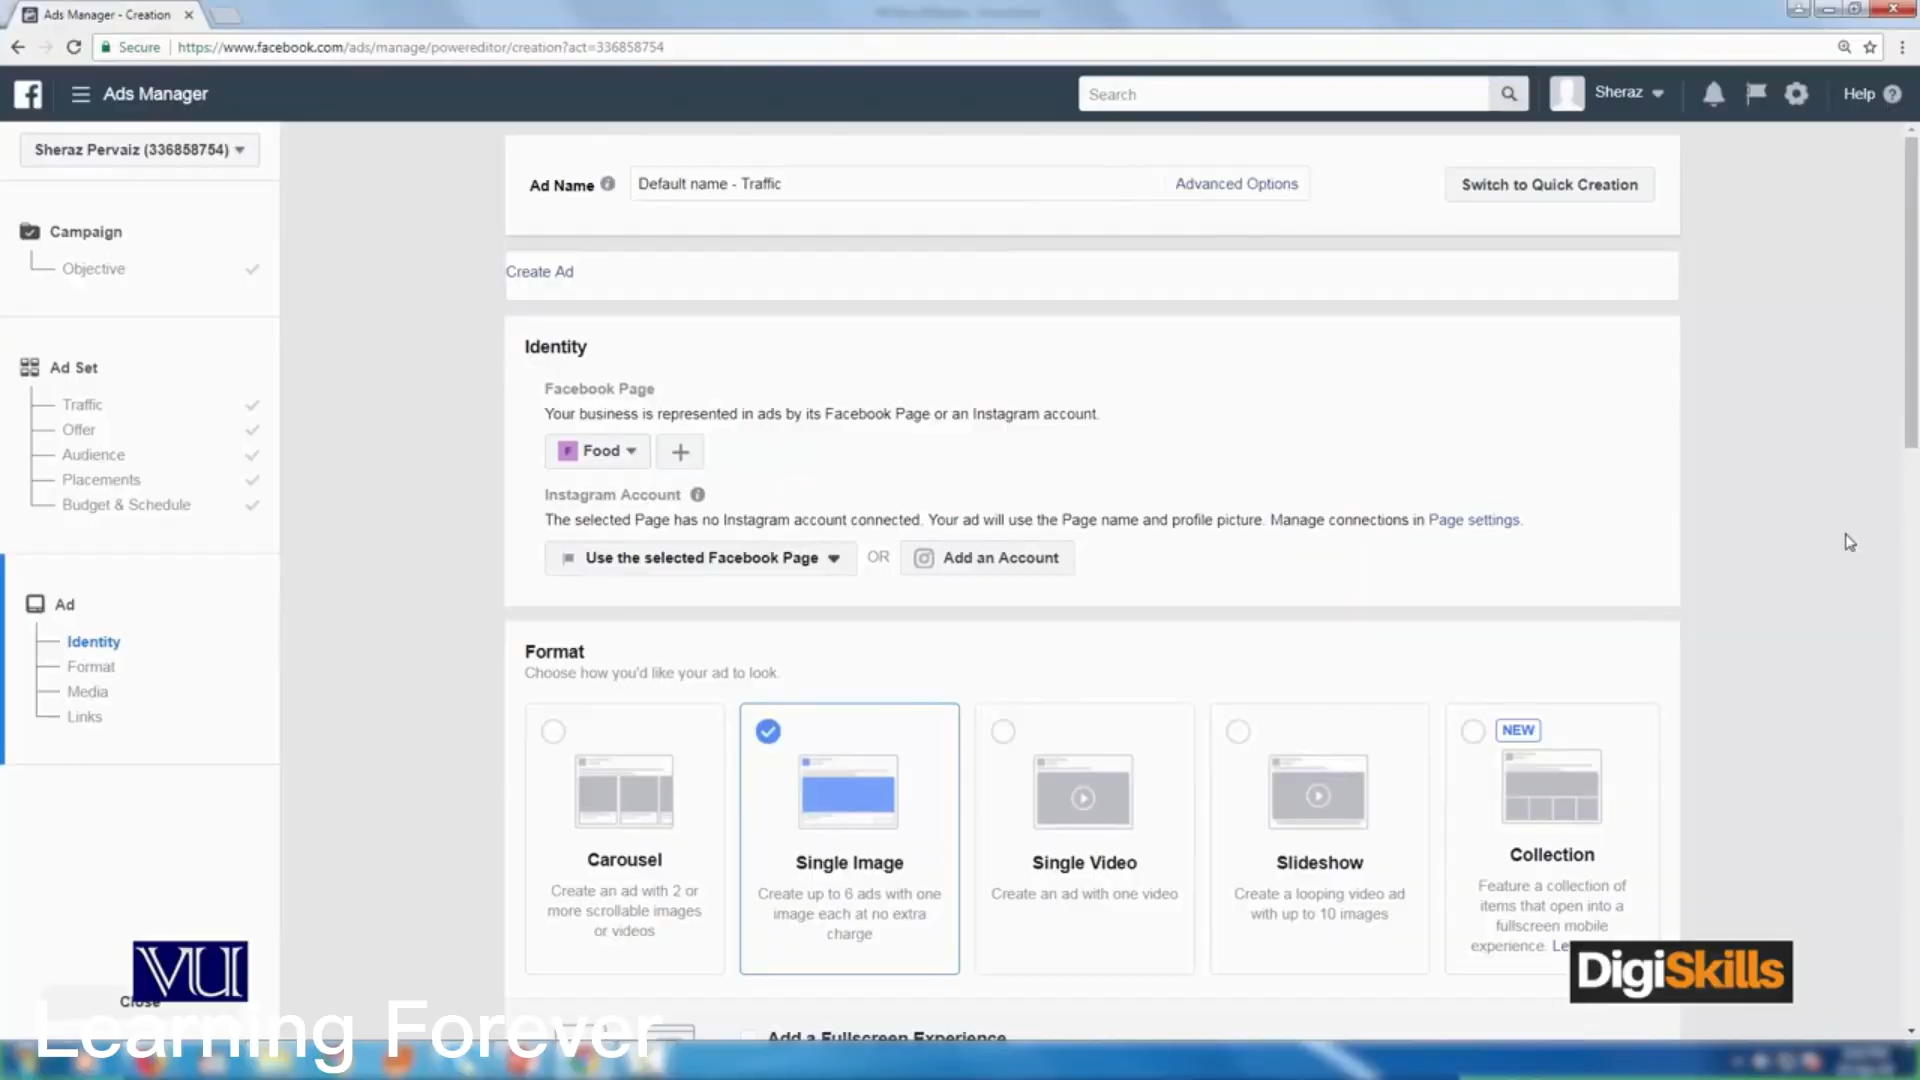 Ads Manager - Creation
Secure https://www.facebook.com/ads/manage/powereditor/creation?act=336858754
Ads Manager
Search
Sheraz
Help
Sheraz Pervaiz (336858754)
Campaign
Objective
Ad Set
Traffic
Offer
Audience
Placements
Budget & Schedule
Ad
Identity
Format
Media
Links
Close
Ad Name
Default name - Traffic
Advanced Options
Switch to Quick Creation
Create Ad
Identity
Facebook Page
Your business is represented in ads by its Facebook Page or an Instagram account.
F Food
Instagram Account
The selected Page has no Instagram account connected. Your ad will use the Page name and profile picture. Manage connections in Page settings.
Use the selected Facebook Page
OR
Add an Account
Format
Choose how you'd like your ad to look.
Carousel
Create an ad with 2 or
more scrollable images
or videos
Single Image
Create up to 6 ads with one
image each at no extra
charge
Single Video
Create an ad with one video
Slideshow
Create a looping video ad
with up to 10 images
NEW
Collection
Feature a collection of
items that open into a
fullscreen mobile
experience. Le
Add a Fullscreen Experience
VU
Learning Forever
DigiSkills